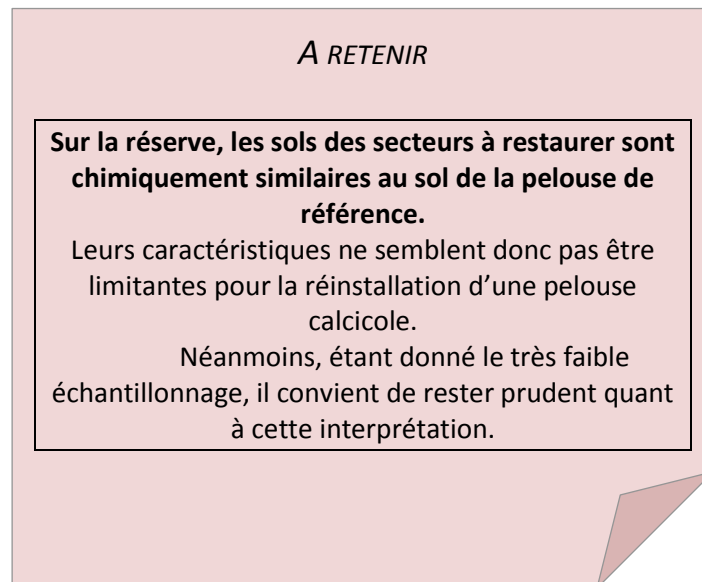 A RETENIR
Sur la réserve, les sols des secteurs à restaurer sont
chimiquement similaires au sol de la pelouse de
référence.
Leurs caractéristiques ne semblent donc pas être
limitantes pour la réinstallation d’une pelouse
calcicole.
Néanmoins, étant donné le très faible
échantillonnage, il convient de rester prudent quant
à cette interprétation.